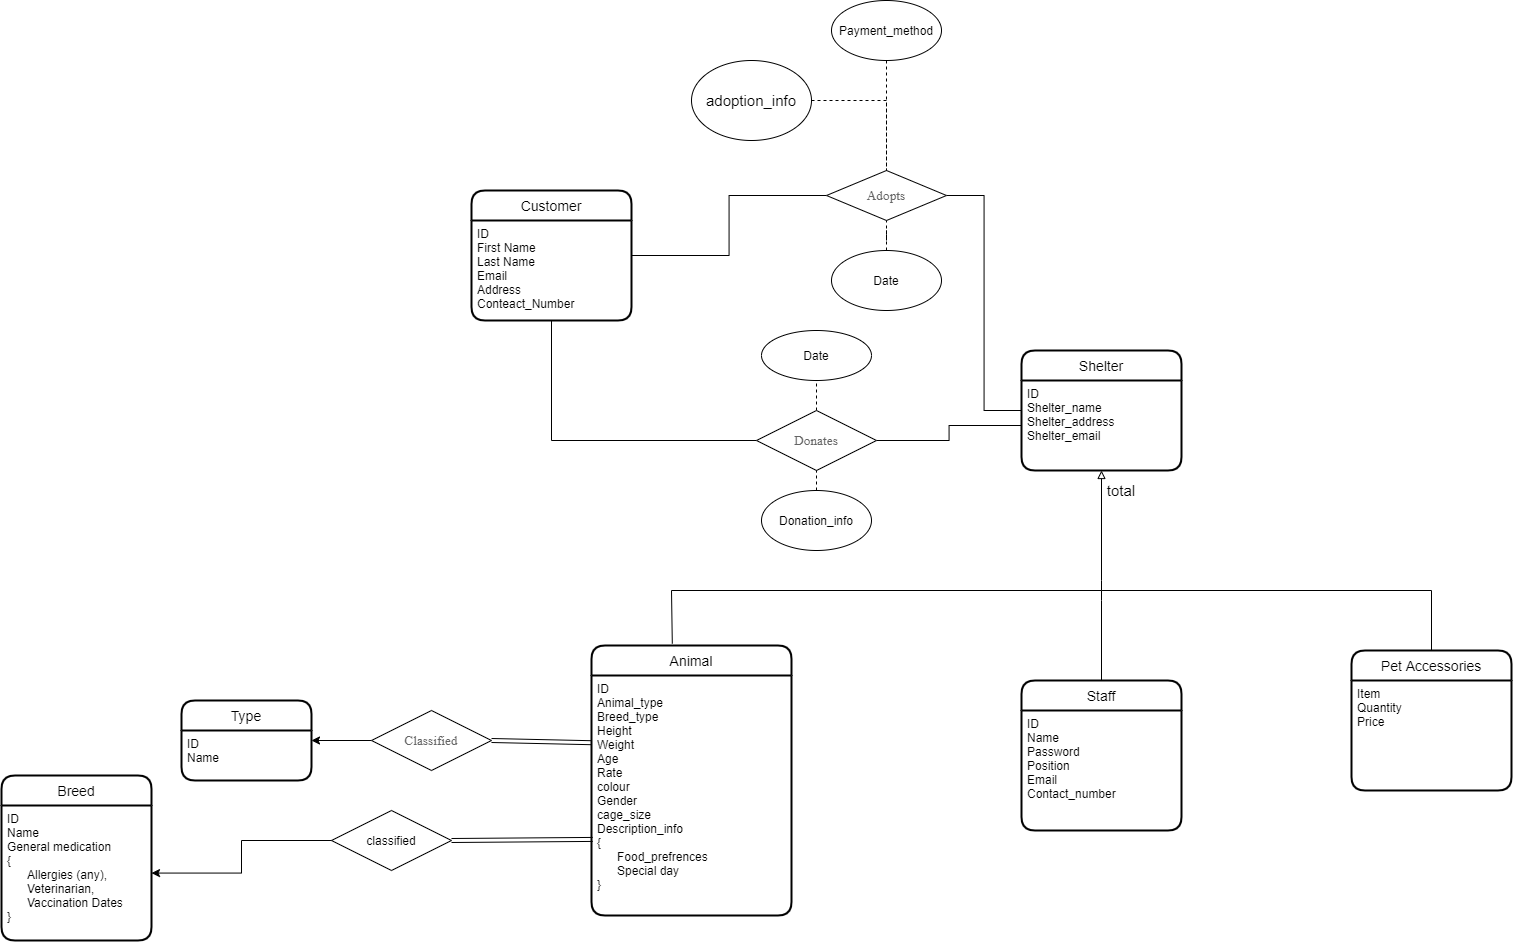 Payment_method
adoption_info
Adopts
Customer
ID
First Name
Last Name
Email
Address
Conteact_Number
Date
Date
Shelter
ID
Shelter_name
Shelter_address
Shelter_email
Donates
total
Donation_info
Animal
ID
Animal_type
Breed_type
Height
Weight
Age
Rate
colour
Gender
cage_size
Description_info
{
Food_prefrences
Special day
}
Pet Accessories
Item
Quantity
Price
Staff
ID
Name
Password
Position
Email
Contact_number
Type
ID
Name
Classified
Breed
ID
Name
General medication
{
Allergies (any),
Veterinarian,
Vaccination Dates
}
classified